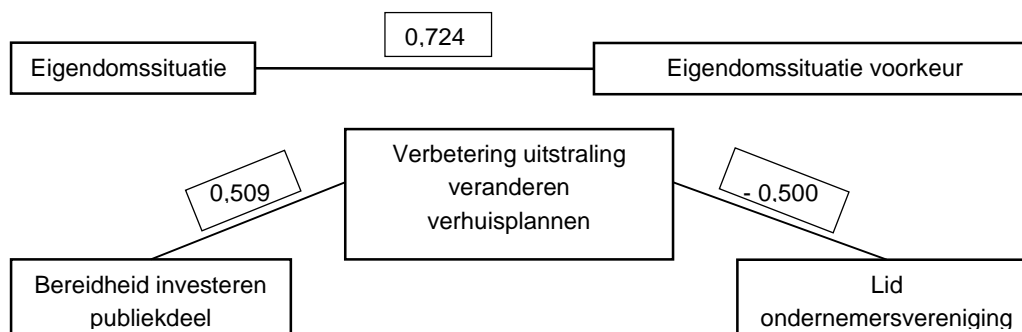 0,724
Eigendomssituatie
Eigendomssituatie voorkeur
Verbetering uitstraling
veranderen
verhuisplannen
0,509
- 0,500
Bereidheid investeren
publiekdeel
Lid
ondernemersvereniging